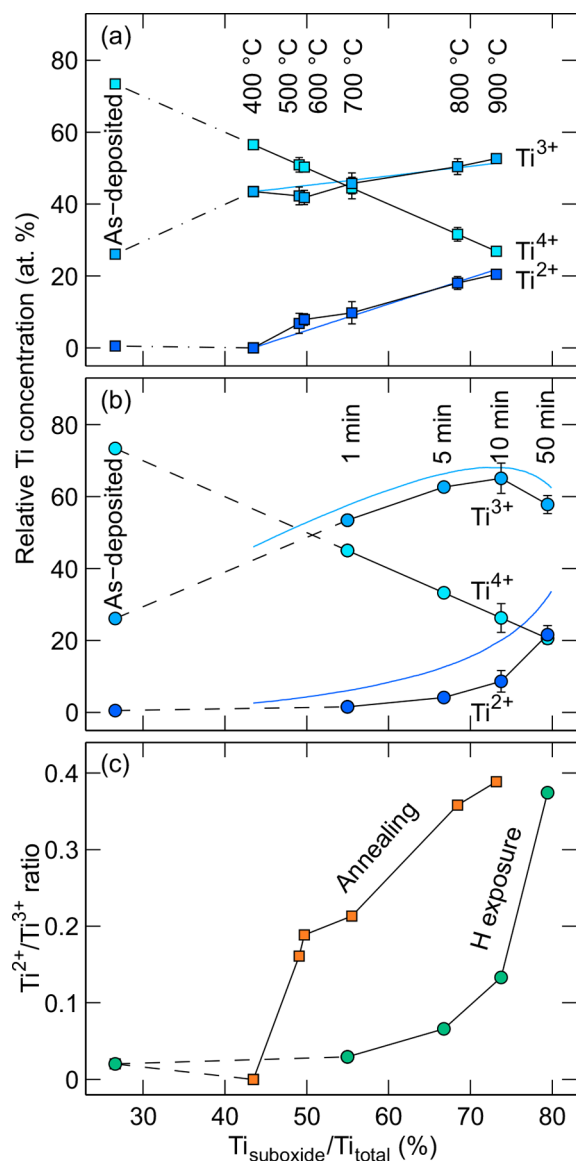 (a)
As−deposited
400 °C
500 °C
600 °C
700 °C
800 °C
900 °C
80
60
40
20
0
Ti³⁺
Ti⁴⁺
Ti²⁺
Relative Ti concentration (at. %)
(b)
As−deposited
1 min
5 min
10 min
50 min
80
60
40
20
0
Ti³⁺
Ti⁴⁺
Ti²⁺
(c)
0.4
0.3
0.2
0.1
0
Ti²⁺/Ti³⁺ ratio
Annealing
H exposure
30 40 50 60 70 80
Ti_suboxide/Ti_total (%)